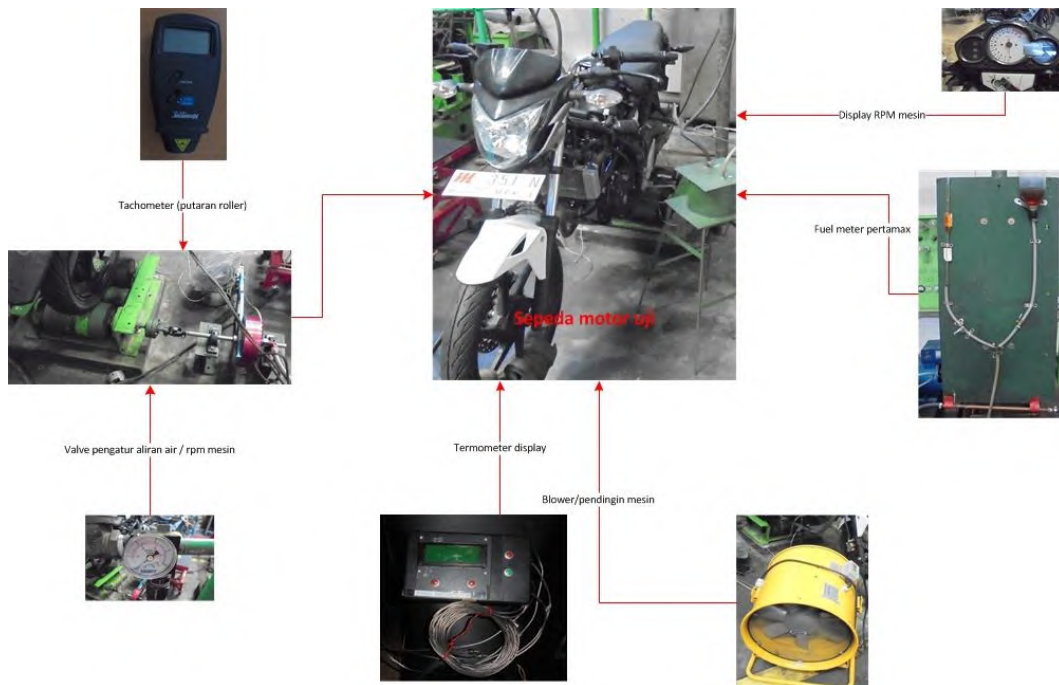 Display RPM mesin
351 N
Tachometer (putaran roller)
Fuel meter pertamax
Sepeda motor uji
Valve pengatur aliran air / rpm mesin
Termometer display
Blower/pendingin mesin